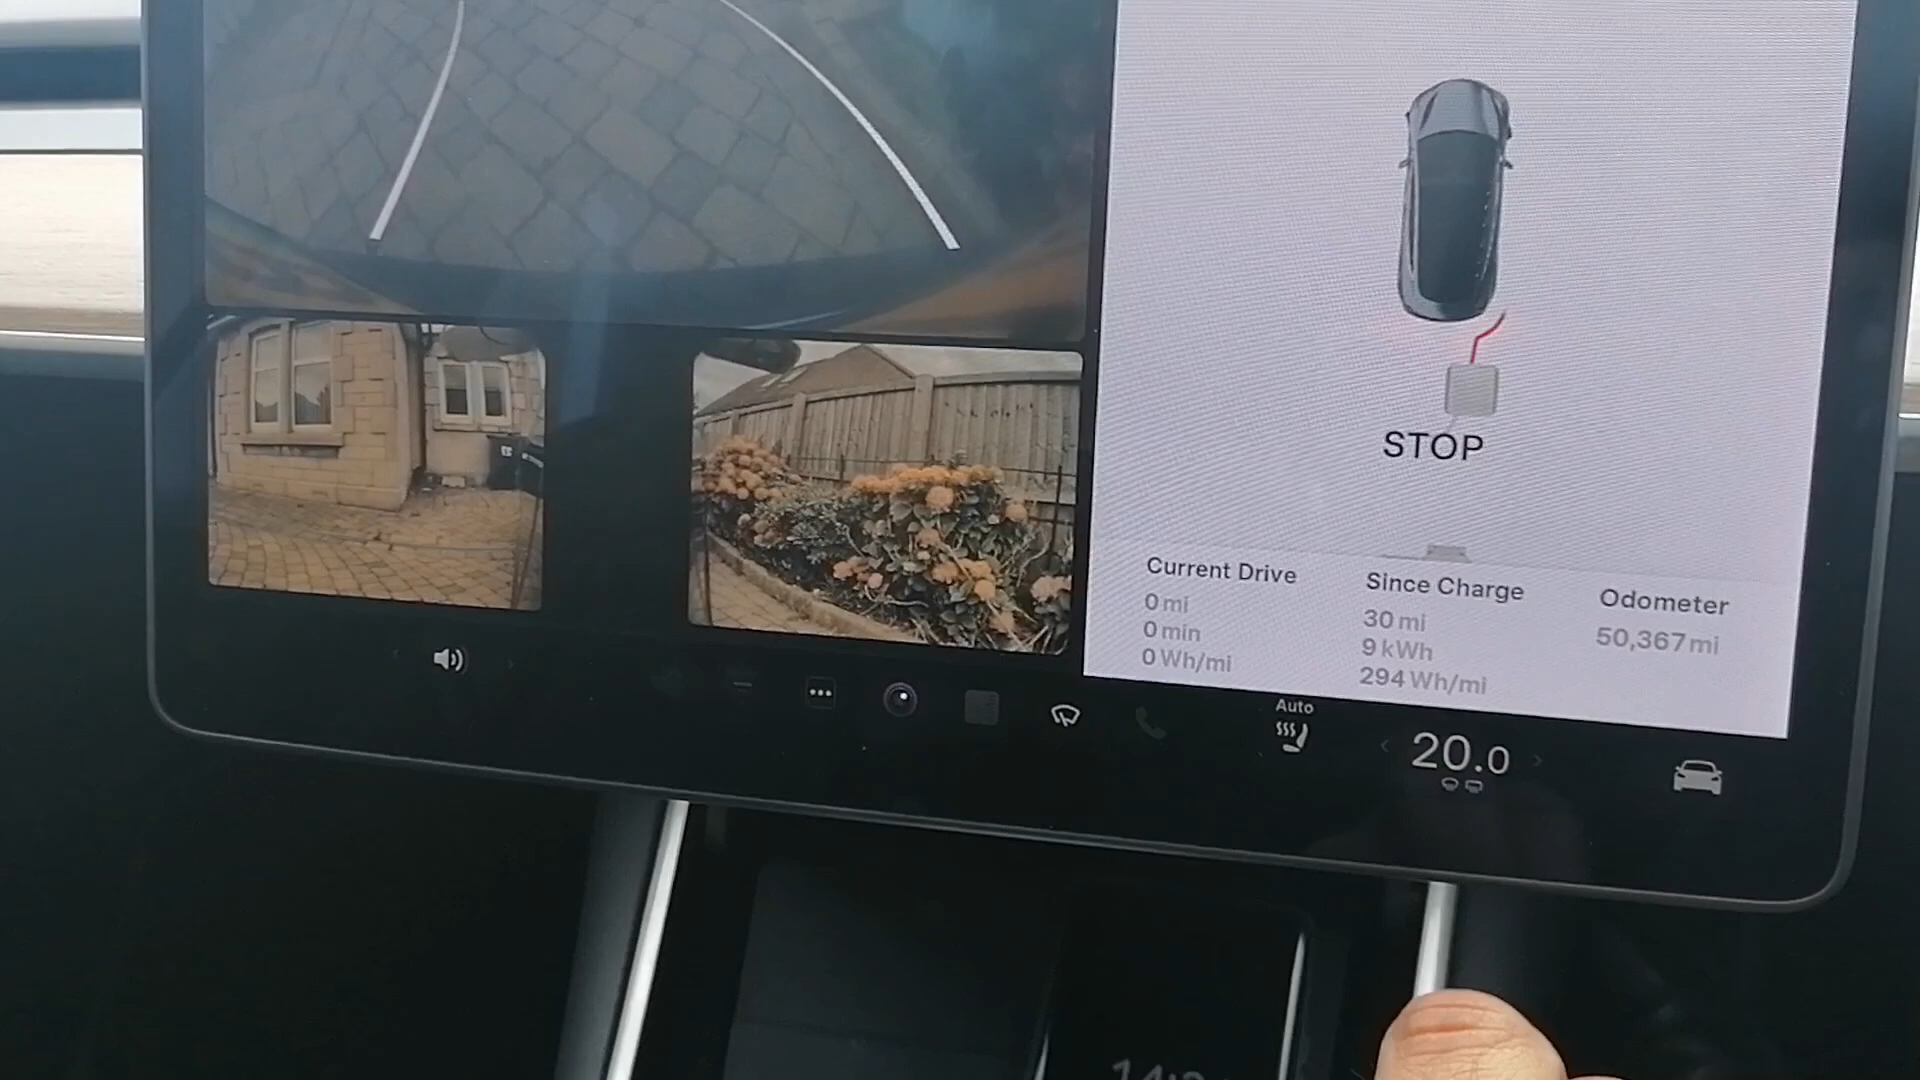 STOP
Current Drive
0 mi
0 min
0 Wh/mi
Since Charge
30 mi
9 kWh
294 Wh/mi
Odometer
50,367 mi
Auto
20.0